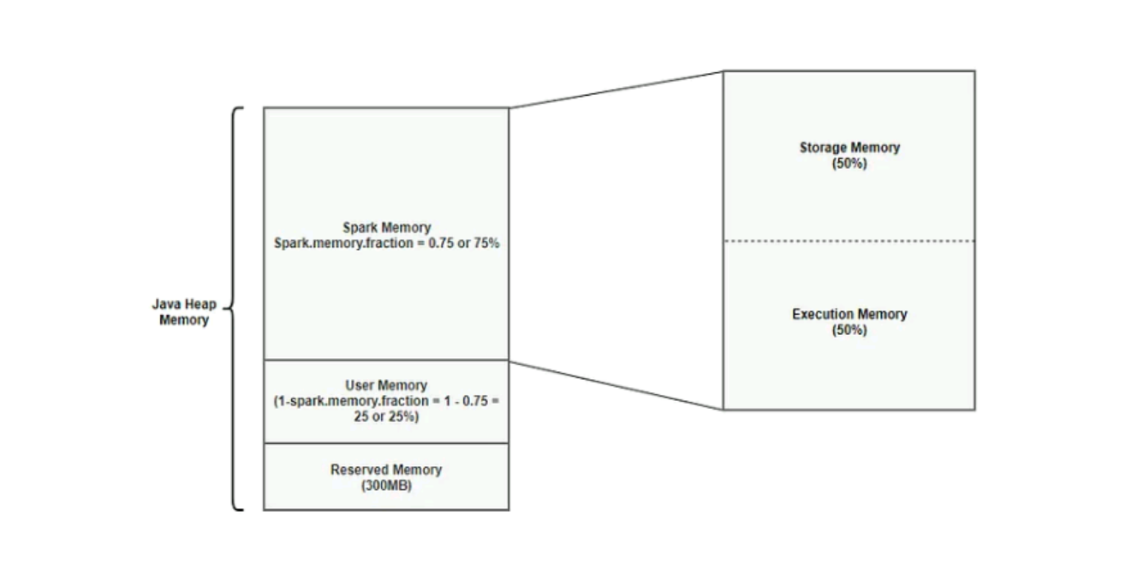 Storage Memory
(50%)
Spark Memory
Spark.memory.fraction = 0.75 or 75%
Java Heap
Memory
Execution Memory
(50%)
User Memory
(1-spark.memory.fraction = 1 - 0.75 =
25 or 25%)
Reserved Memory
(300MB)